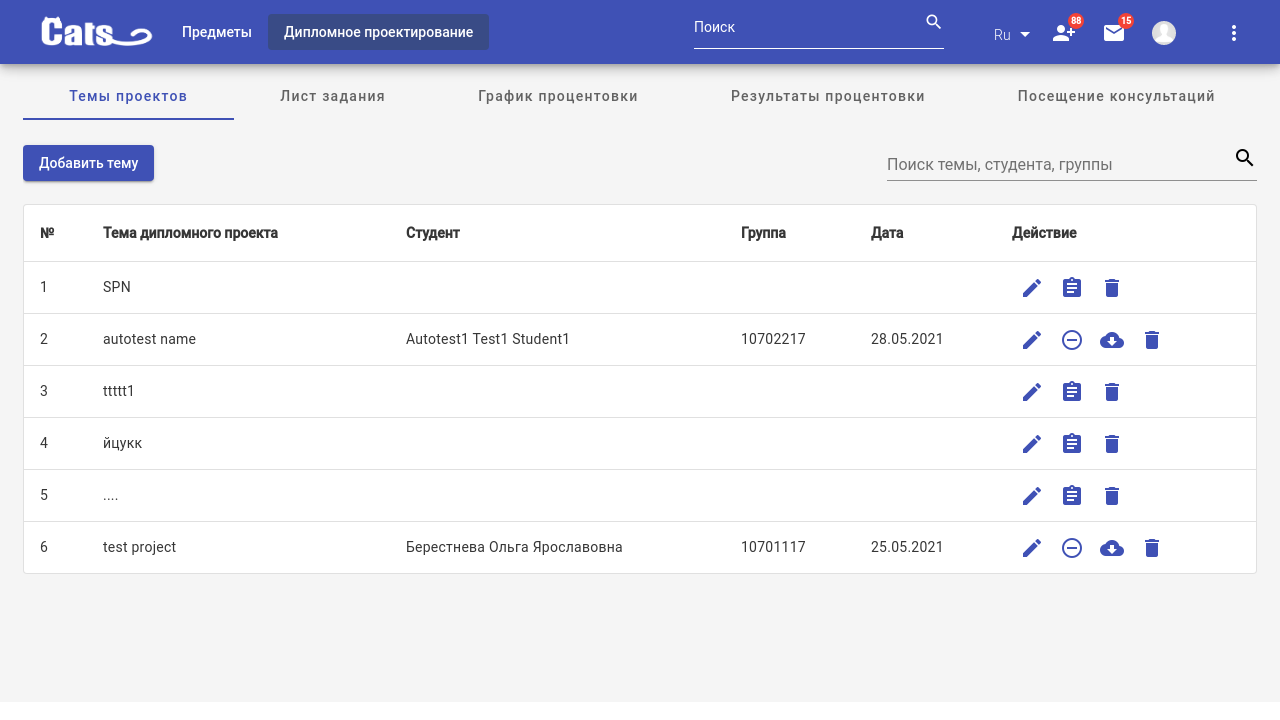 Cats Предметы Дипломное проектирование Поиск Ru 88 15
Темы проектов Лист задания График процентовки Результаты процентовки Посещение консультаций
Добавить тему Поиск темы, студента, группы
№ Тема дипломного проекта Студент Группа Дата Действие
1 SPN
2 autotest name Autotest1 Test1 Student1 10702217 28.05.2021
3 ttttt1
4 йцукк
5 ....
6 test project Берестнева Ольга Ярославовна 10701117 25.05.2021